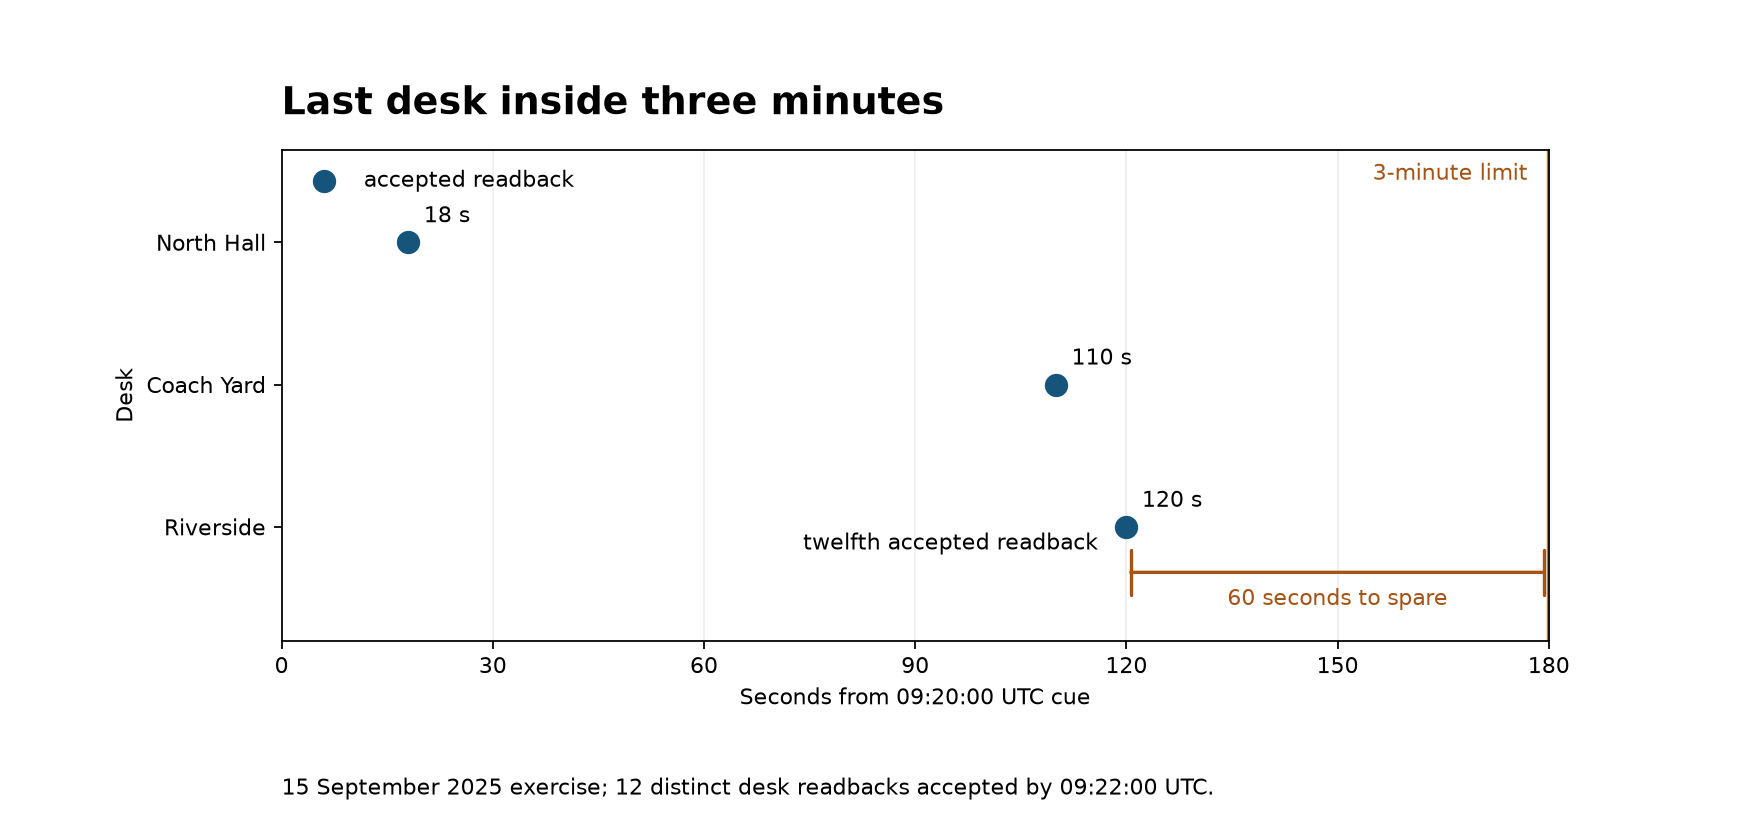 Last desk inside three minutes
3-minute limit
accepted readback
18 s
North Hall
110 s
Coach Yard
Desk
120 s
Riverside
twelfth accepted readback
60 seconds to spare
0 30 60 90 120 150 180
Seconds from 09:20:00 UTC cue
15 September 2025 exercise; 12 distinct desk readbacks accepted by 09:22:00 UTC.